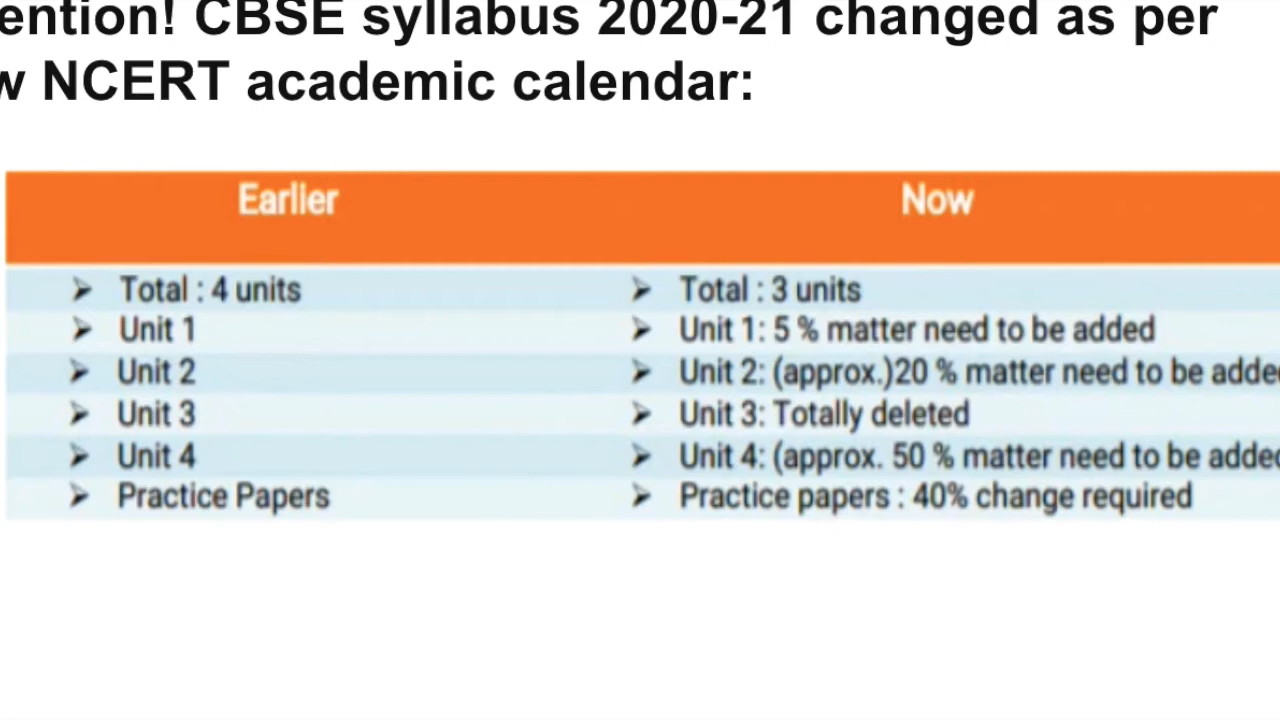 ention! CBSE syllabus 2020-21 changed as per
w NCERT academic calendar:
Earlier Now
➢ Total : 4 units ➢ Total : 3 units
➢ Unit 1 ➢ Unit 1: 5 % matter need to be added
➢ Unit 2 ➢ Unit 2: (approx.)20 % matter need to be adde
➢ Unit 3 ➢ Unit 3: Totally deleted
➢ Unit 4 ➢ Unit 4: (approx. 50 % matter need to be adde
➢ Practice Papers ➢ Practice papers : 40% change required